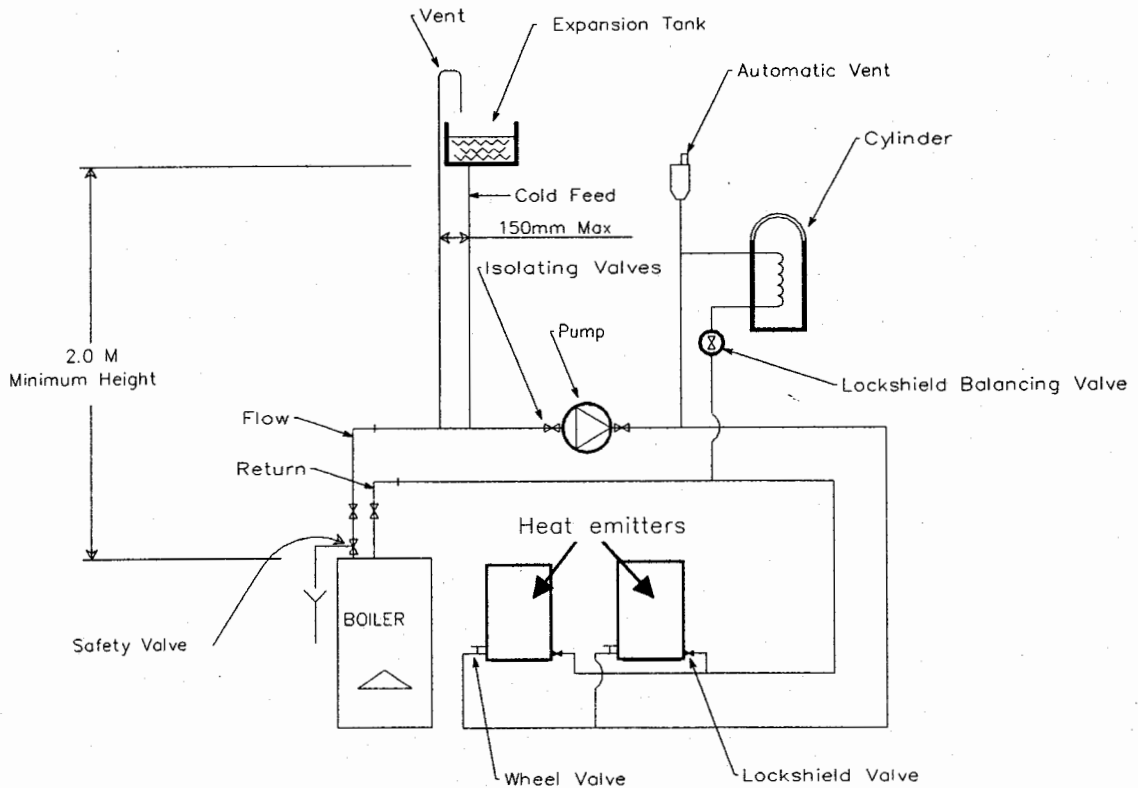 Vent
Expansion Tank
Automatic Vent
Cylinder
Cold Feed
150mm Max
Isolating Valves
Pump
2.0 M
Minimum Height
Lockshield Balancing Valve
Flow
Return
Heat emitters
BOILER
Safety Valve
Wheel Valve
Lockshield Valve